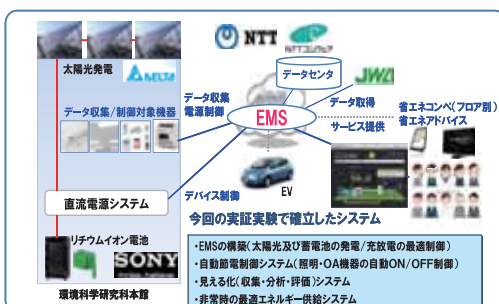 NTT
NTTコムウェア
データセンタ
JWA
太陽光発電
DELTA
データ収集/制御対象機器
データ収集
電源制御
EMS
データ取得
サービス提供
省エネコンペ(フロア別)
省エネアドバイス
EV
デバイス制御
直流電源システム
リチウムイオン電池
SONY
環境科学研究科本館
今回の実証実験で確立したシステム
・EMSの構築(太陽光及び蓄電池の発電/充放電の最適制御)
・自動節電制御システム(照明・OA機器の自動ON/OFF制御)
・見える化(収集・分析・評価)システム
・非常時の最適エネルギー供給システム